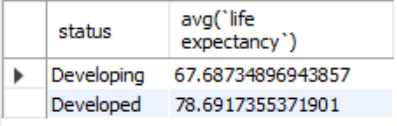 status avg(`life
expectancy`)
Developing 67.68734896943857
Developed 78.6917355371901